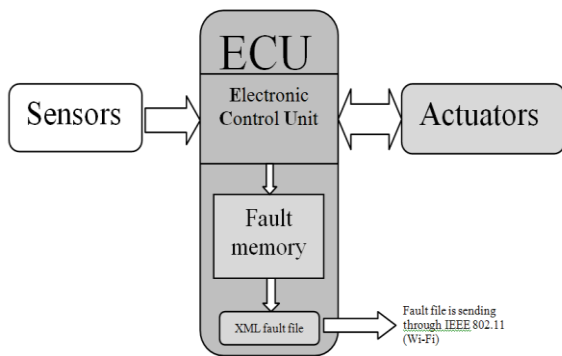 ECU
Sensors
Electronic
Control Unit
Actuators
Fault
memory
XML fault file
Fault file is sending
through IEEE 802.11
(Wi-Fi)